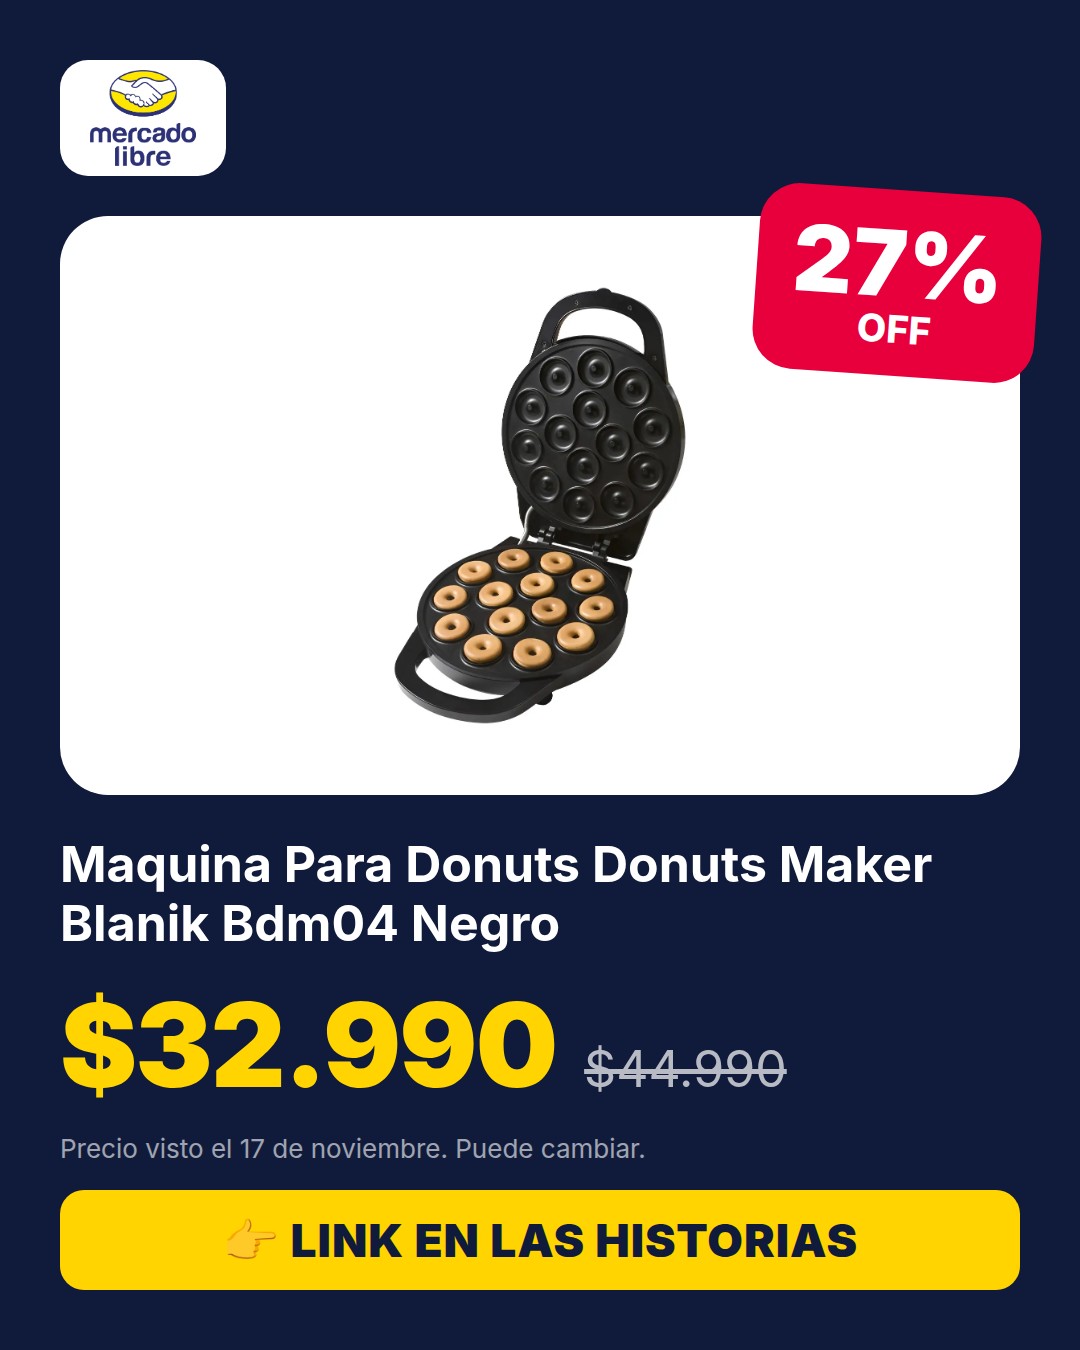 mercado
libre
27%
OFF
Maquina Para Donuts Donuts Maker
Blanik Bdm04 Negro
$32.990 $44.990
Precio visto el 17 de noviembre. Puede cambiar.
👉 LINK EN LAS HISTORIAS